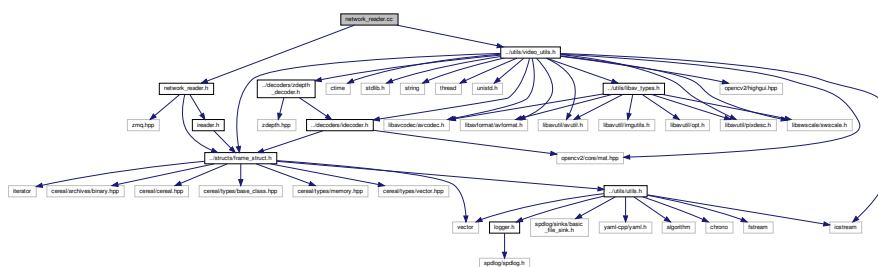 network_reader.cc
../utils/video_utils.h
network_reader.h
../decoders/zdepth
_decoder.h
ctime
stdlib.h
string
thread
unistd.h
../utils/libav_types.h
opencv2/highgui.hpp
zmq.hpp
ireader.h
zdepth.hpp
../decoders/idecoder.h
libavcodec/avcodec.h
libavformat/avformat.h
libavutil/avutil.h
libavutil/imgutils.h
libavutil/opt.h
libavutil/pixdesc.h
libswscale/swscale.h
../structs/frame_struct.h
opencv2/core/mat.hpp
iterator
cereal/archives/binary.hpp
cereal/cereal.hpp
cereal/types/base_class.hpp
cereal/types/memory.hpp
cereal/types/vector.hpp
../utils/utils.h
vector
logger.h
spdlog/sinks/basic
_file_sink.h
yaml-cpp/yaml.h
algorithm
chrono
fstream
iostream
spdlog/spdlog.h